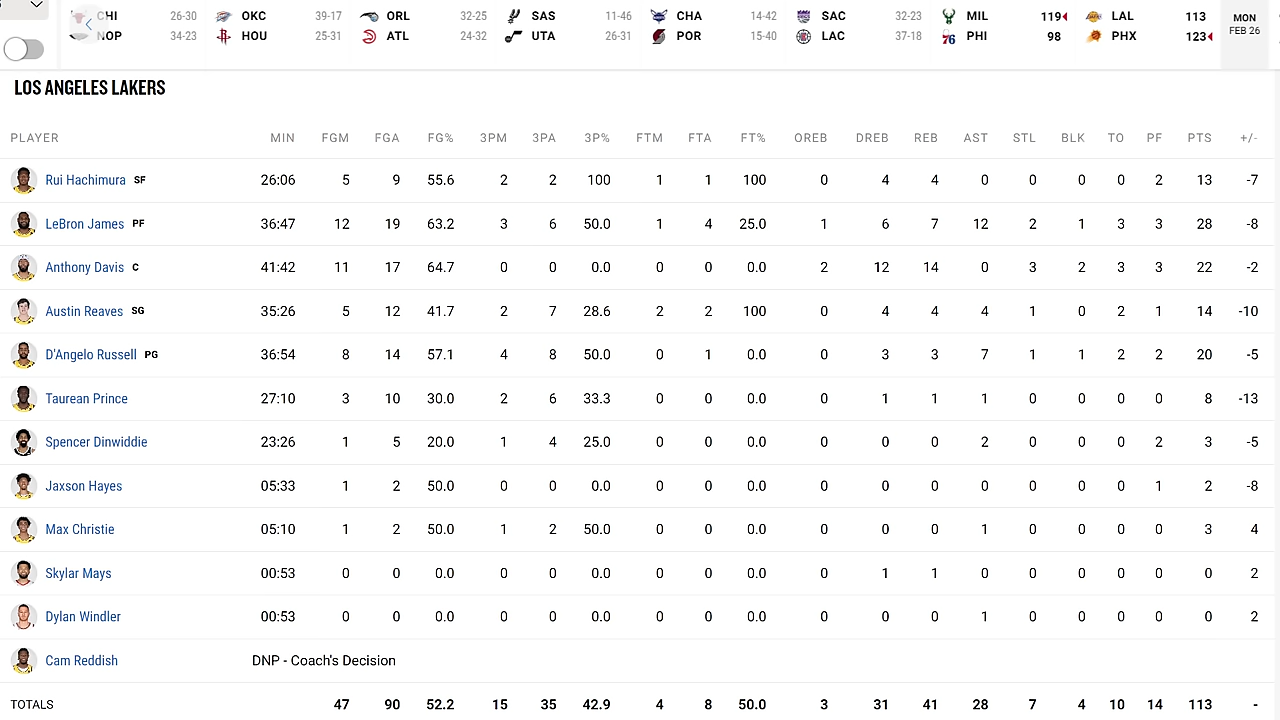 CHI 26-30 OKC 39-17 ORL 32-25 SAS 11-46 CHA 14-42 SAC 32-23 MIL 119 LAL 113 MON
NOP 34-23 HOU 25-31 ATL 24-32 UTA 26-31 POR 15-40 LAC 37-18 PHI 98 PHX 123 FEB 26
LOS ANGELES LAKERS
PLAYER MIN FGM FGA FG% 3PM 3PA 3P% FTM FTA FT% OREB DREB REB AST STL BLK TO PF PTS +/-
Rui Hachimura SF 26:06 5 9 55.6 2 2 100 1 1 100 0 4 4 0 0 0 0 2 13 -7
LeBron James PF 36:47 12 19 63.2 3 6 50.0 1 4 25.0 1 6 7 12 2 1 3 3 28 -8
Anthony Davis C 41:42 11 17 64.7 0 0 0.0 0 0 0.0 2 12 14 0 3 2 3 3 22 -2
Austin Reaves SG 35:26 5 12 41.7 2 7 28.6 2 2 100 0 4 4 4 1 0 2 1 14 -10
D'Angelo Russell PG 36:54 8 14 57.1 4 8 50.0 0 1 0.0 0 3 3 7 1 1 2 2 20 -5
Taurean Prince 27:10 3 10 30.0 2 6 33.3 0 0 0.0 0 1 1 1 0 0 0 0 8 -13
Spencer Dinwiddie 23:26 1 5 20.0 1 4 25.0 0 0 0.0 0 0 0 2 0 0 0 2 3 -5
Jaxson Hayes 05:33 1 2 50.0 0 0 0.0 0 0 0.0 0 0 0 0 0 0 0 1 2 -8
Max Christie 05:10 1 2 50.0 1 2 50.0 0 0 0.0 0 0 0 1 0 0 0 0 3 4
Skylar Mays 00:53 0 0 0.0 0 0 0.0 0 0 0.0 0 1 1 0 0 0 0 0 0 2
Dylan Windler 00:53 0 0 0.0 0 0 0.0 0 0 0.0 0 0 0 1 0 0 0 0 0 2
Cam Reddish DNP - Coach's Decision
TOTALS 47 90 52.2 15 35 42.9 4 8 50.0 3 31 41 28 7 4 10 14 113 -